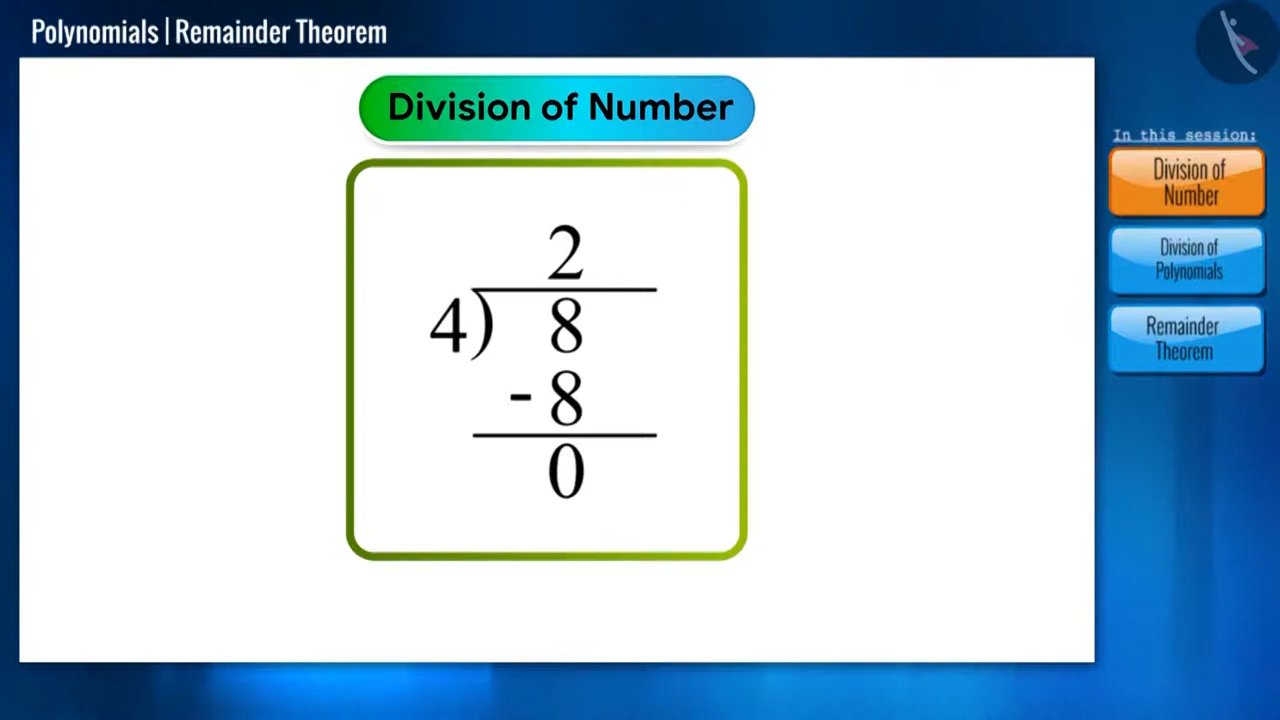 Polynomials | Remainder Theorem
Division of Number
2
4) 8
- 8
0
In this session:
Division of
Number
Division of
Polynomials
Remainder
Theorem